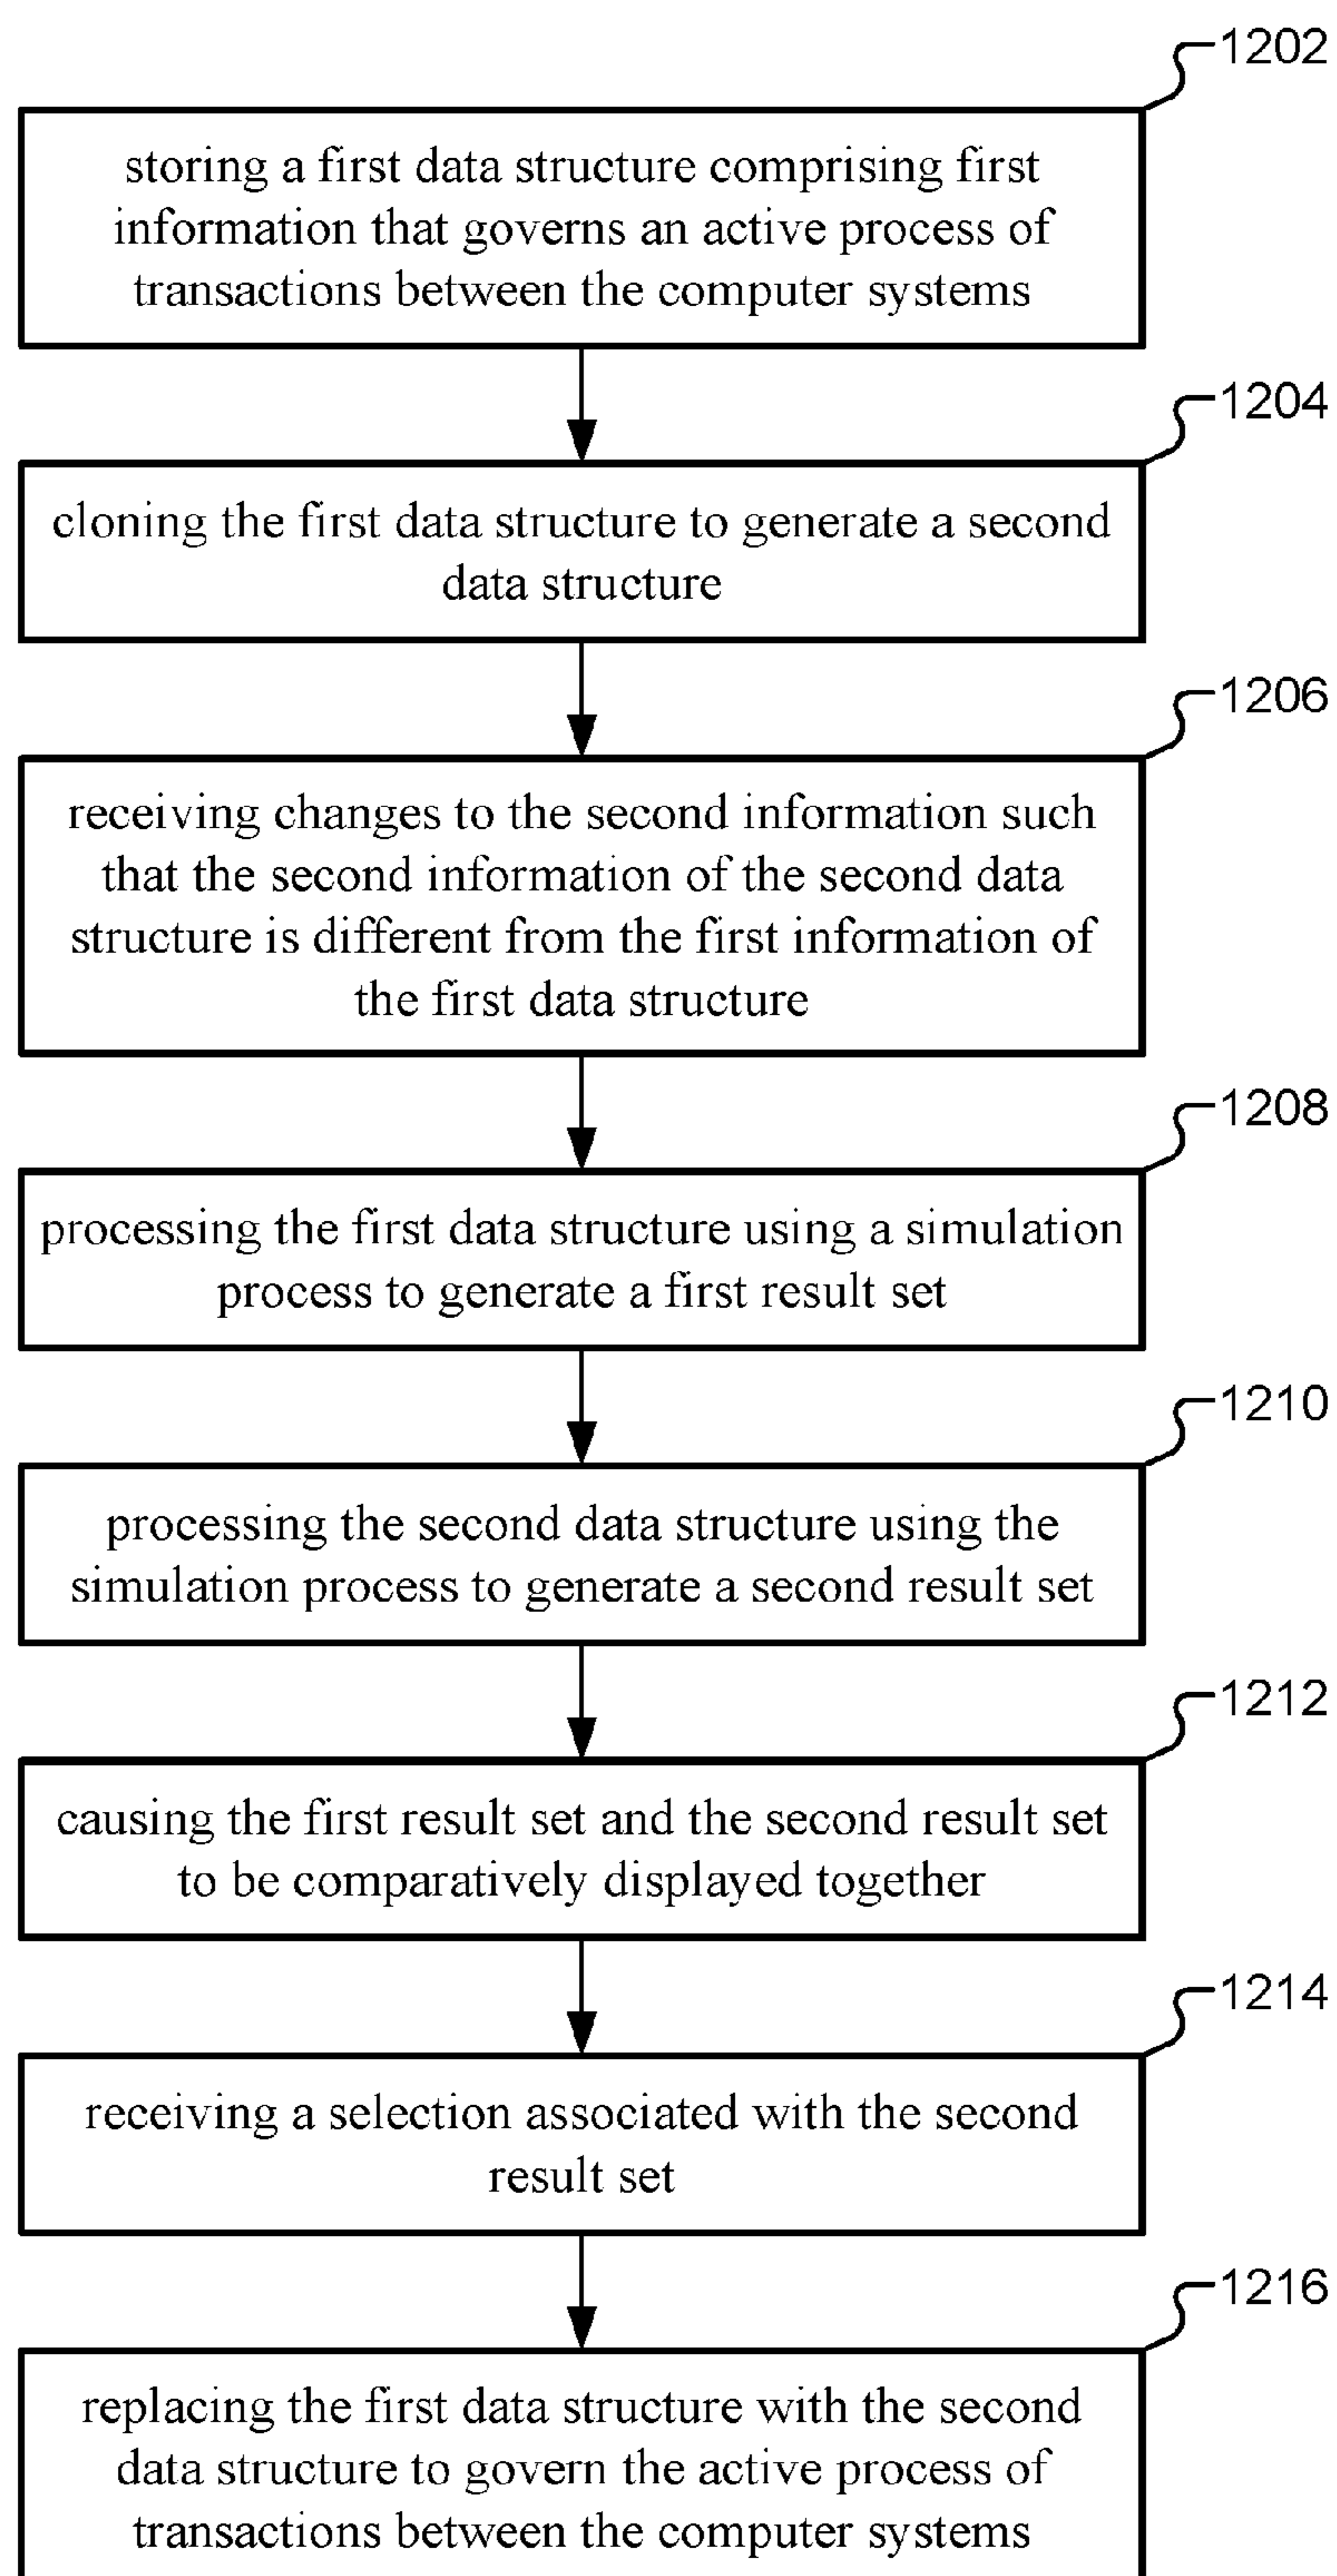 1202
storing a first data structure comprising first
information that governs an active process of
transactions between the computer systems
1204
cloning the first data structure to generate a second
data structure
1206
receiving changes to the second information such
that the second information of the second data
structure is different from the first information of
the first data structure
1208
processing the first data structure using a simulation
process to generate a first result set
1210
processing the second data structure using the
simulation process to generate a second result set
1212
causing the first result set and the second result set
to be comparatively displayed together
1214
receiving a selection associated with the second
result set
1216
replacing the first data structure with the second
data structure to govern the active process of
transactions between the computer systems